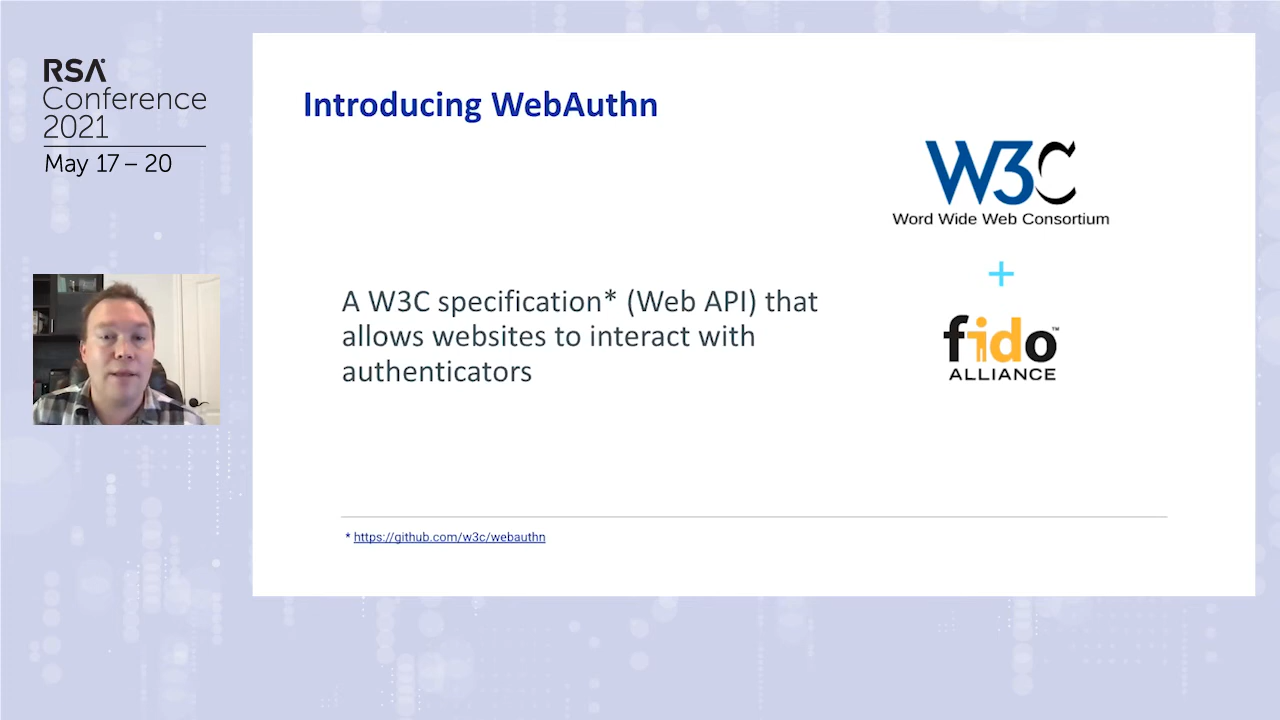 RSA
Conference
2021
May 17 – 20
Introducing WebAuthn
W3C
Word Wide Web Consortium
+
fido™
ALLIANCE
A W3C specification* (Web API) that
allows websites to interact with
authenticators
* https://github.com/w3c/webauthn